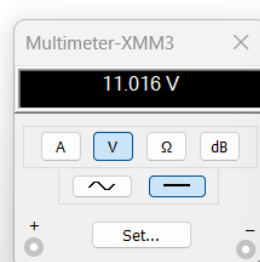 Multimeter-XMM3
11.016 V
A V Ω dB
+ –
Set...